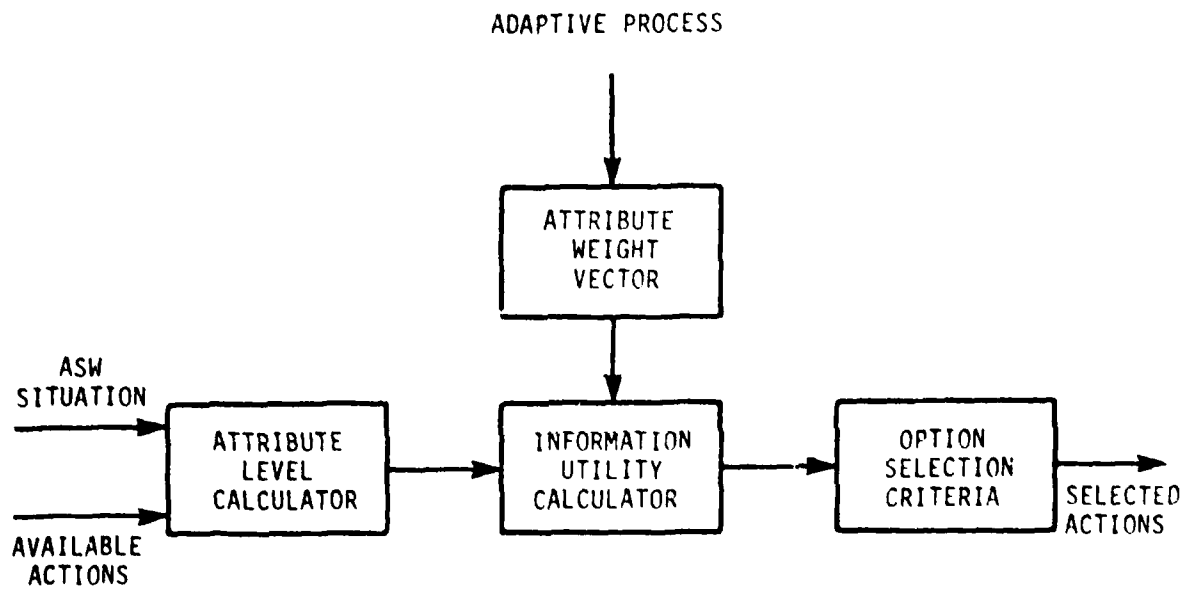 ADAPTIVE PROCESS
ATTRIBUTE
WEIGHT
VECTOR
ASW
SITUATION
ATTRIBUTE
LEVEL
CALCULATOR
INFORMATION
UTILITY
CALCULATOR
OPTION
SELECTION
CRITERIA
SELECTED
ACTIONS
AVAILABLE
ACTIONS